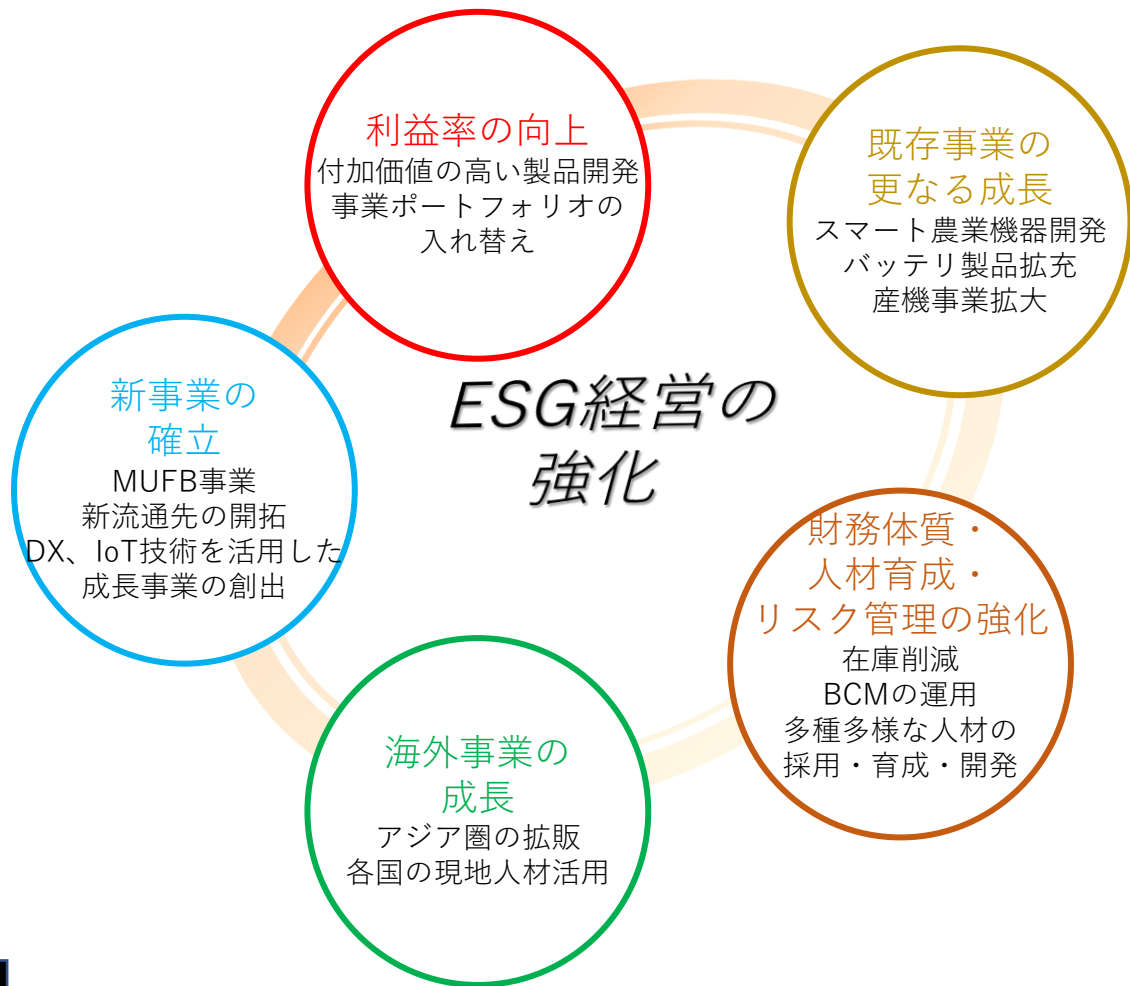 利益率の向上
付加価値の高い製品開発
事業ポートフォリオの
入れ替え
既存事業の
更なる成長
スマート農業機器開発
バッテリ製品拡充
産機事業拡大
ESG経営の
強化
新事業の
確立
MUFB事業
新流通先の開拓
DX、IoT技術を活用した
成長事業の創出
財務体質・
人材育成・
リスク管理の強化
在庫削減
BCMの運用
多種多様な人材の
採用・育成・開発
海外事業の
成長
アジア圏の拡販
各国の現地人材活用